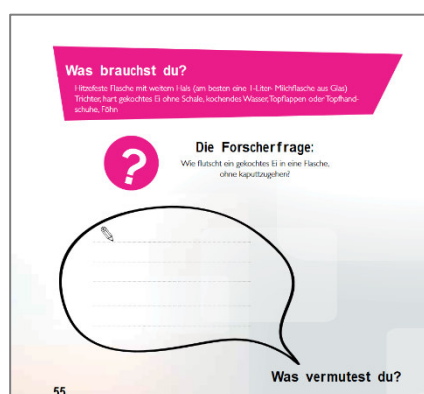 Was brauchst du?
Hitzefeste Flasche mit weitem Hals (am besten eine 1-Liter- Milchflasche aus Glas)
Trichter, hart gekochtes Ei ohne Schale, kochendes Wasser, Topflappen oder Topfhand-
schuhe, Föhn
?
Die Forscherfrage:
Wie flutscht ein gekochtes Ei in eine Flasche,
ohne kaputtzugehen?
Was vermutest du?
55